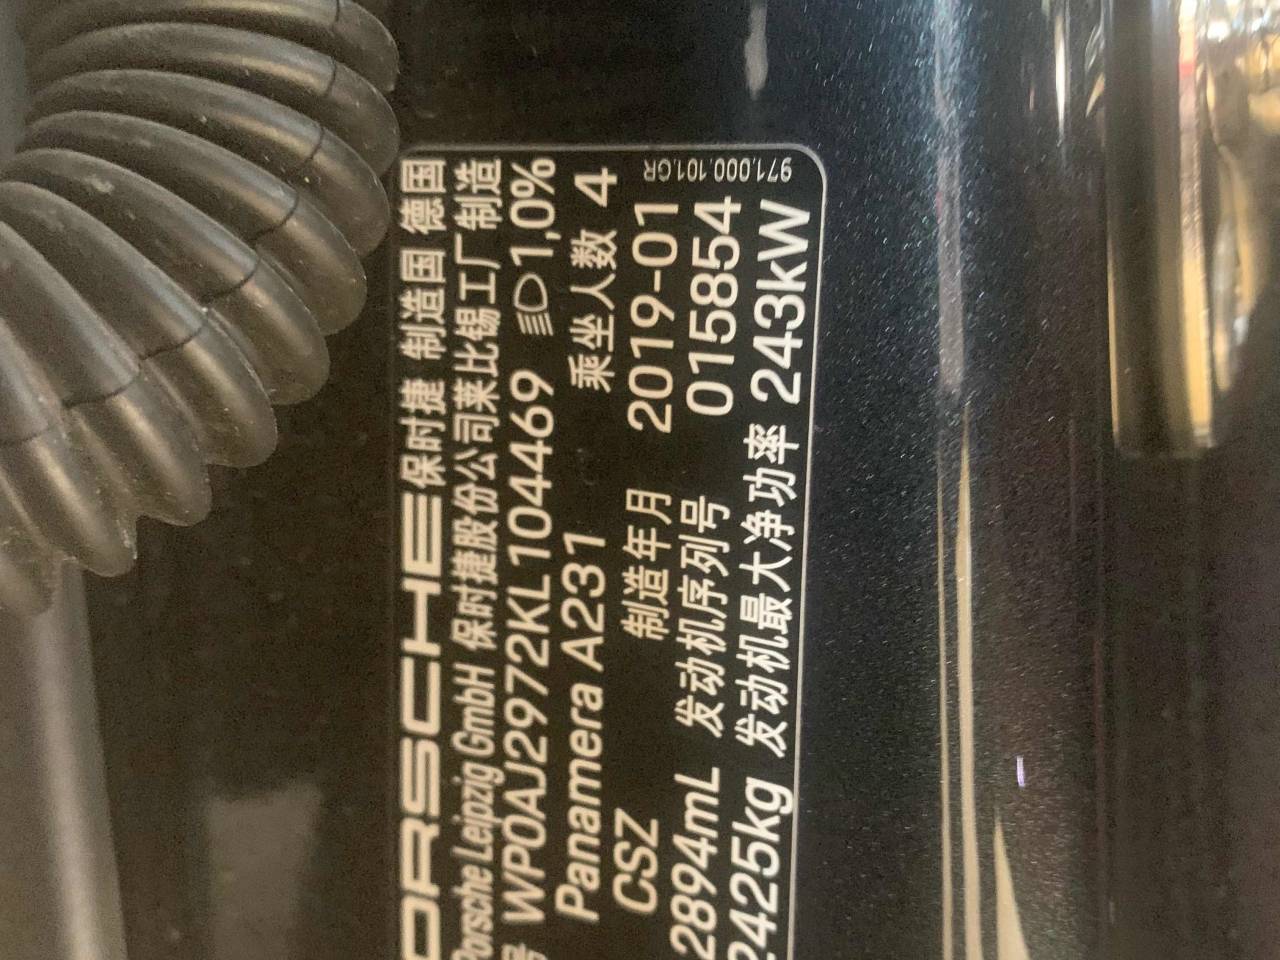 PORSCHE 保时捷 制造国 德国
Porsche Leipzig GmbH 保时捷股份公司莱比锡工厂制造
号 WP0AJ2972KL104469 1,0%
Panamera A231 乘坐人数 4
CSZ 制造年月 2019-01
2894mL 发动机序列号 015854
2425kg 发动机最大净功率 243kW
971.000.101.GR